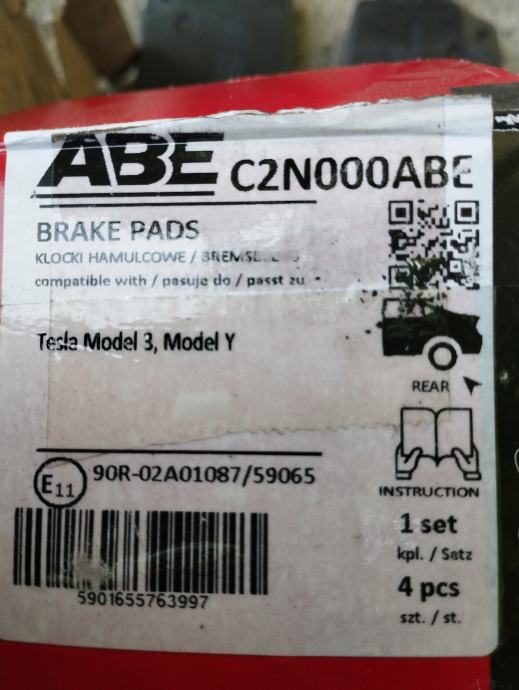 ABE C2N000ABE
BRAKE PADS
KLOCKI HAMULCOWE /
compatible with / pasuje do / passt zu
Tesla Model 3, Model Y
REAR
INSTRUCTION
E11 90R-02A01087/59065
1 set
kpl. / Satz
4 pcs
szt. / st.
5901655763997